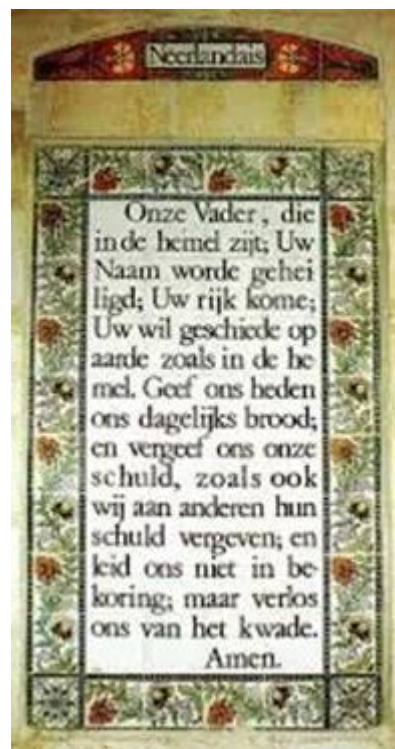 Neerlandais
Onze Vader, die
in de hemel zijt; Uw
Naam worde gehei
ligd; Uw rijk kome;
Uw wil geschiede op
aarde zoals in de he-
mel. Geef ons heden
ons dagelijks brood;
en vergeef ons onze
schuld, zoals ook
wij aan anderen hun
schuld vergeven; en
leid ons niet in be-
koring; maar verlos
ons van het kwade.
Amen.